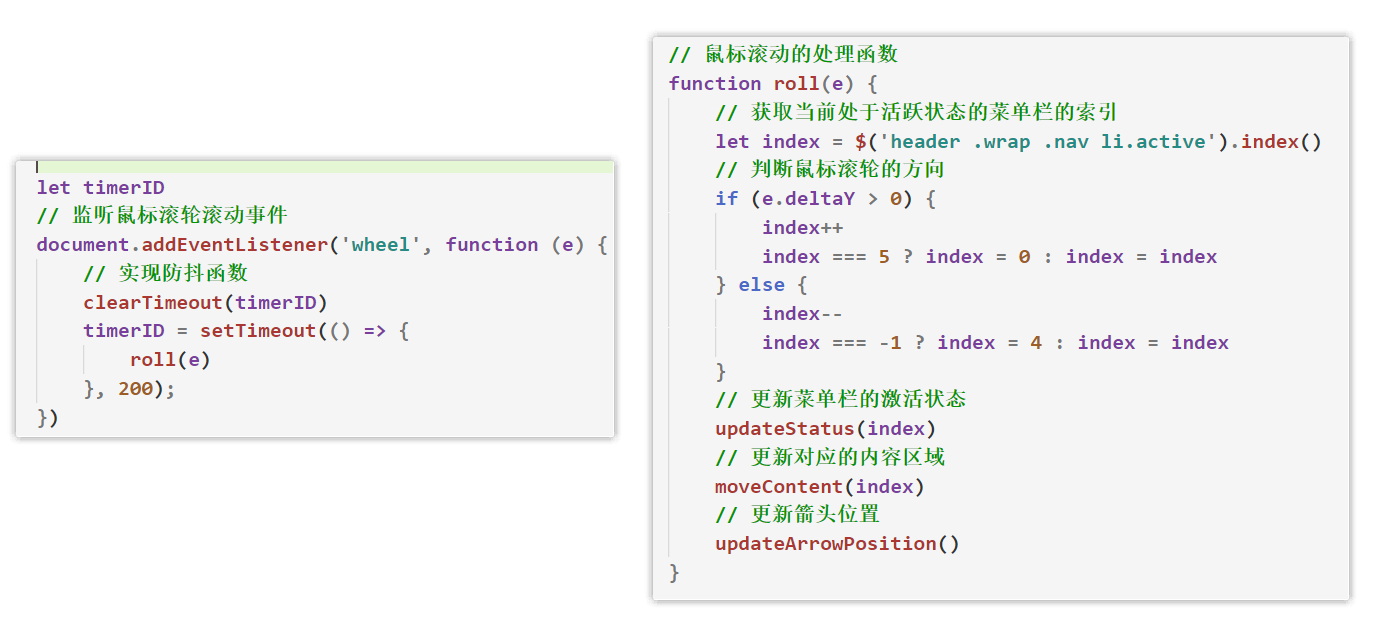 let timerID
// 监听鼠标滚轮滚动事件
document.addEventListener('wheel', function (e) {
    // 实现防抖函数
    clearTimeout(timerID)
    timerID = setTimeout(() => {
        roll(e)
    }, 200);
})
// 鼠标滚动的处理函数
function roll(e) {
    // 获取当前处于活跃状态的菜单栏的索引
    let index = $('header .wrap .nav li.active').index()
    // 判断鼠标滚轮的方向
    if (e.deltaY > 0) {
        index++
        index === 5 ? index = 0 : index = index
    } else {
        index--
        index === -1 ? index = 4 : index = index
    }
    // 更新菜单栏的激活状态
    updateStatus(index)
    // 更新对应的内容区域
    moveContent(index)
    // 更新箭头位置
    updateArrowPosition()
}